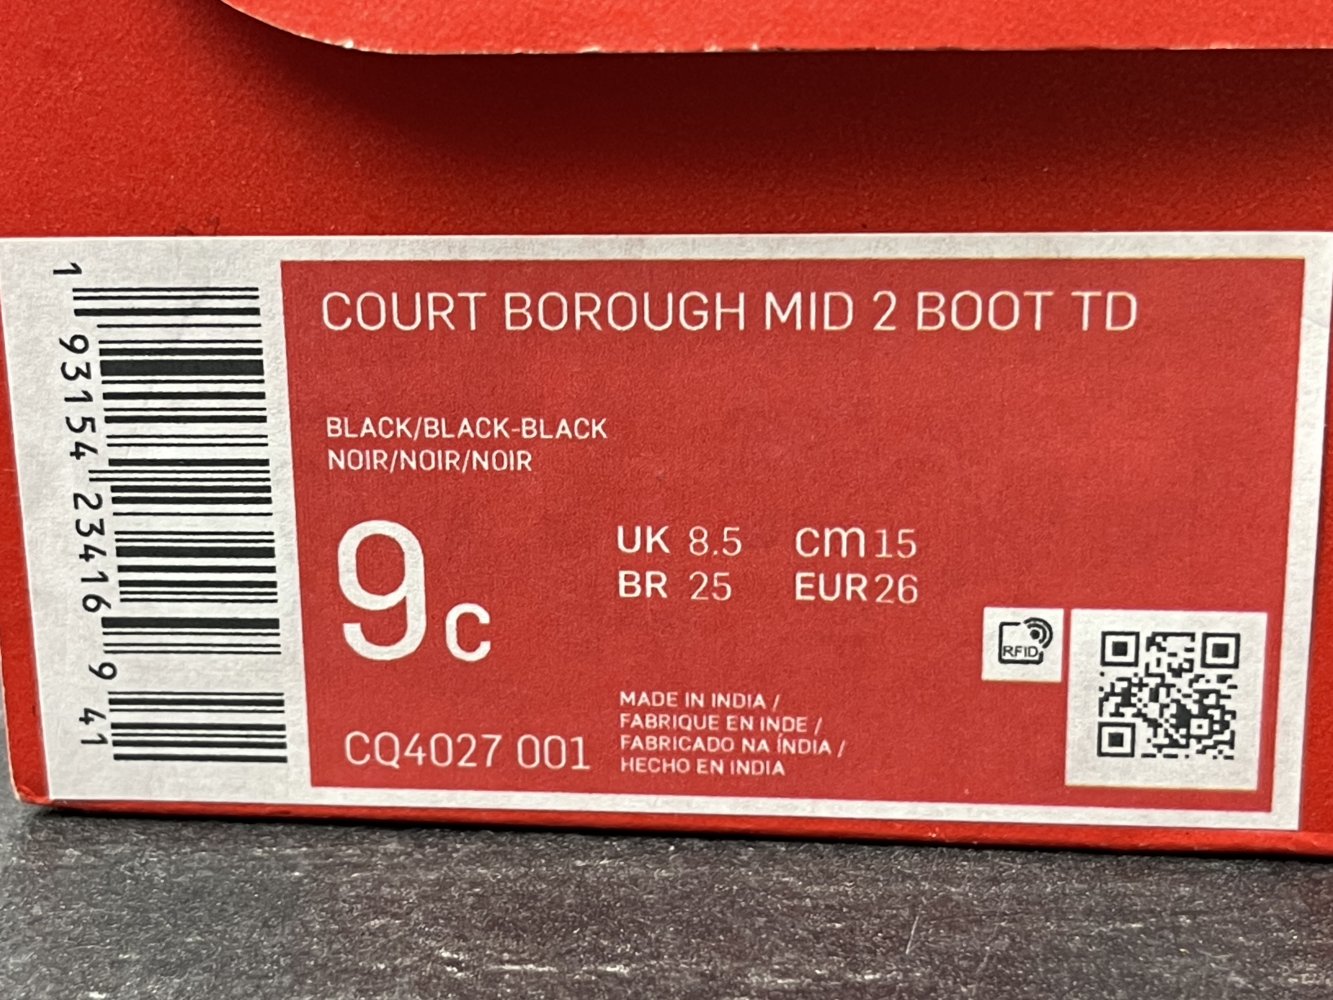 COURT BOROUGH MID 2 BOOT TD
BLACK/BLACK-BLACK
NOIR/NOIR/NOIR
9c
UK 8.5 cm 15
BR 25 EUR 26
CQ4027 001
MADE IN INDIA /
FABRIQUE EN INDE /
FABRICADO NA ÍNDIA /
HECHO EN INDIA
RFID
1 93154 23416 9 41